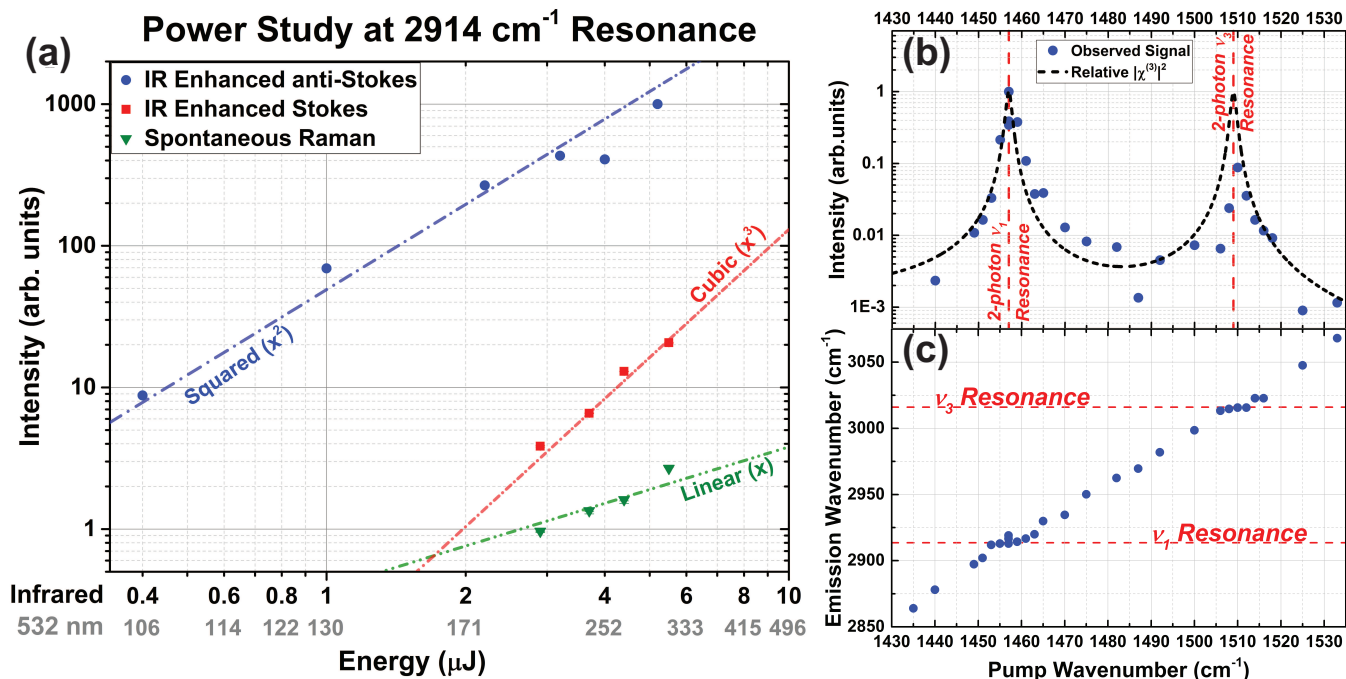 Power Study at 2914 cm⁻¹ Resonance
(a)
IR Enhanced anti-Stokes
IR Enhanced Stokes
Spontaneous Raman
Squared (x²)
Cubic (x³)
Linear (x)
Intensity (arb. units)
1000
100
10
1
Infrared 0.4 0.6 0.8 1 2 4 6 8 10
532 nm 106 114 122 130 171 252 333 415 496
Energy (μJ)
1430 1440 1450 1460 1470 1480 1490 1500 1510 1520 1530
(b)
Observed Signal
Relative |χ⁽³⁾|²
2-photon ν₁
Resonance
2-photon ν₃
Resonance
Intensity (arb.units)
1
0.1
0.01
1E-3
(c)
ν₃ Resonance
ν₁ Resonance
Emission Wavenumber (cm⁻¹)
3050
3000
2950
2900
2850
1430 1440 1450 1460 1470 1480 1490 1500 1510 1520 1530
Pump Wavenumber (cm⁻¹)